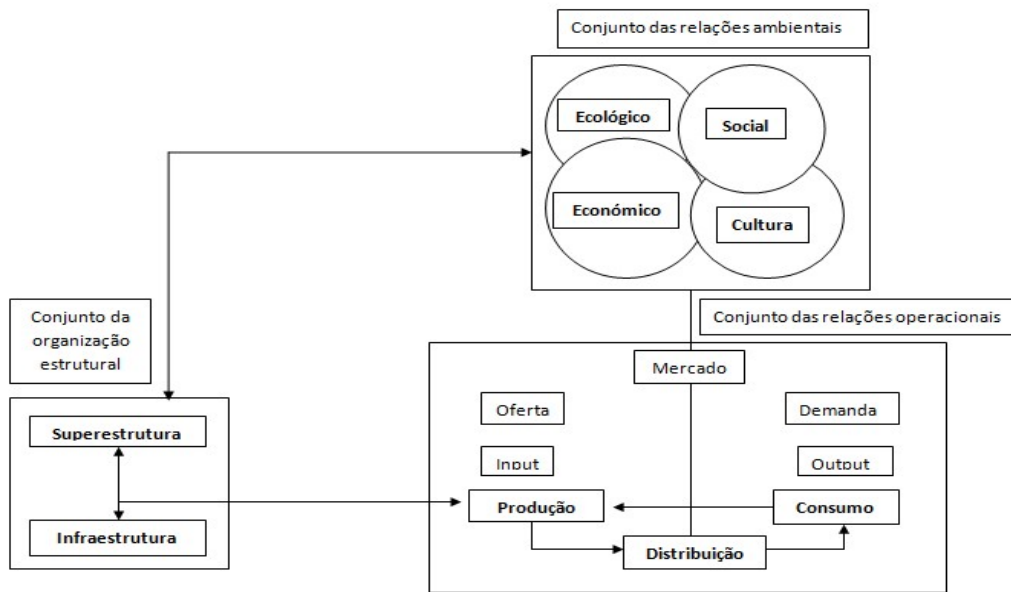 Conjunto das relações ambientais
Ecológico
Social
Económico
Cultura
Conjunto da
organização
estrutural
Conjunto das relações operacionais
Mercado
Oferta
Demanda
Superestrutura
Input
Output
Produção
Consumo
Infraestrutura
Distribuição